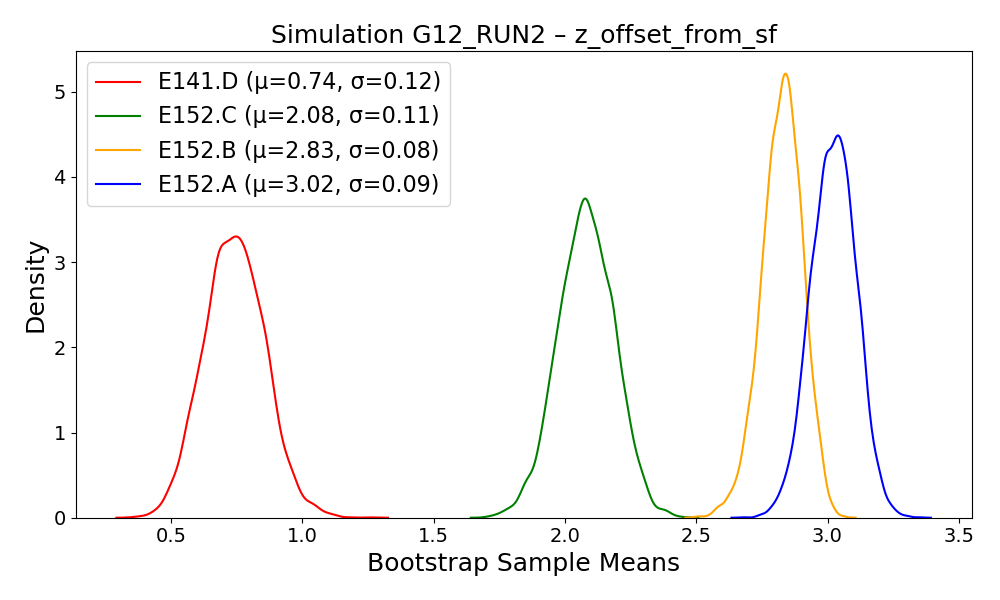 Simulation G12_RUN2 – z_offset_from_sf
E141.D (μ=0.74, σ=0.12)
E152.C (μ=2.08, σ=0.11)
E152.B (μ=2.83, σ=0.08)
E152.A (μ=3.02, σ=0.09)
Density
5
4
3
2
1
0
0.5 1.0 1.5 2.0 2.5 3.0 3.5
Bootstrap Sample Means